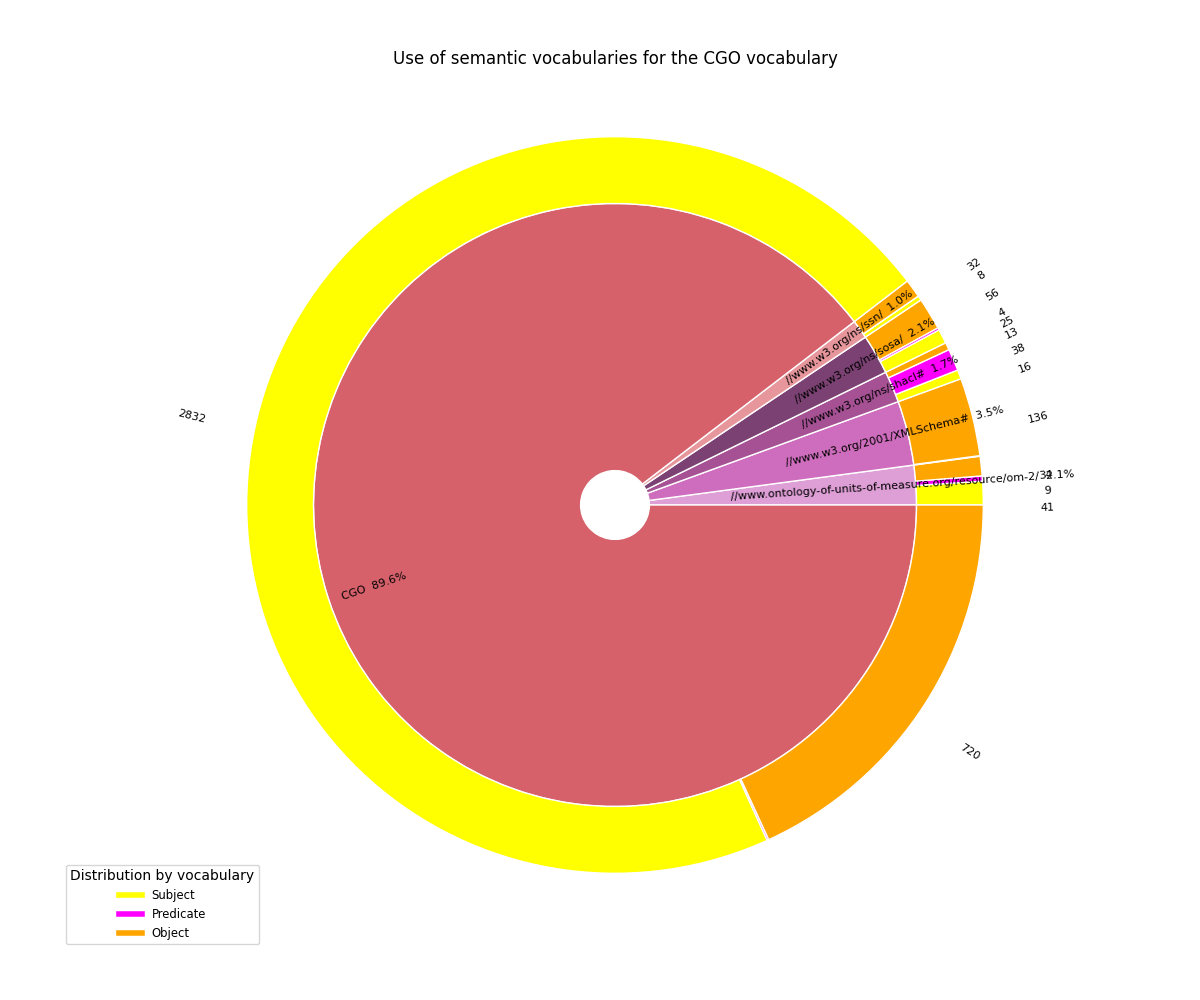 Use of semantic vocabularies for the CGO vocabulary
32
8
//www.w3.org/ns/ssn/ 1.0%
56
4
25
//www.w3.org/ns/sosa/ 2.1%
13
38
//www.w3.org/ns/shacl# 1.7%
16
136
//www.w3.org/2001/XMLSchema# 3.5%
//www.ontology-of-units-of-measure.org/resource/om-2/ 2.1%
9
41
2832
CGO 89.6%
720
Distribution by vocabulary
Subject
Predicate
Object